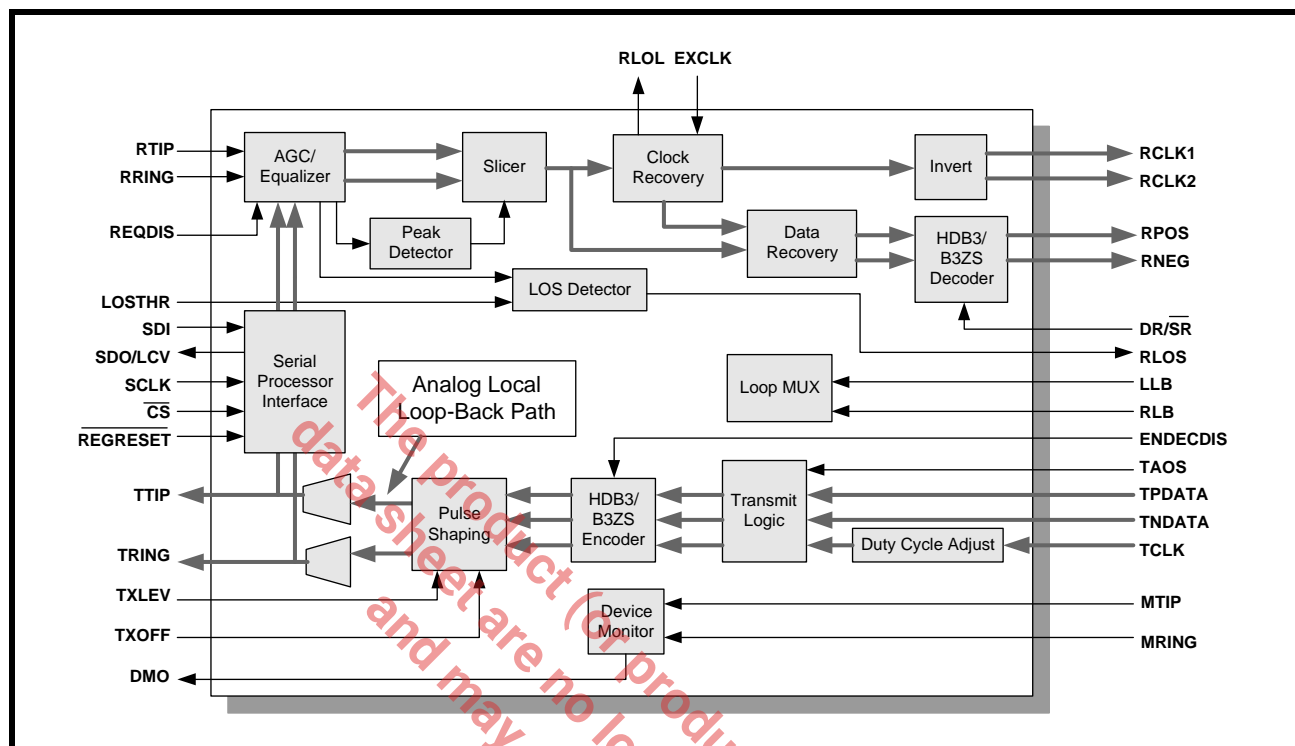 RLOL EXCLK
RTIP
RRING
REQDIS
LOSTHR
SDI
SDO/LCV
SCLK
CS
REGRESET
TTIP
TRING
TXLEV
TXOFF
DMO
AGC/
Equalizer
Peak
Detector
Slicer
Clock
Recovery
Invert
Data
Recovery
HDB3/
B3ZS
Decoder
LOS Detector
Serial
Processor
Interface
Analog Local
Loop-Back Path
Loop MUX
Pulse
Shaping
HDB3/
B3ZS
Encoder
Transmit
Logic
Duty Cycle Adjust
Device
Monitor
RCLK1
RCLK2
RPOS
RNEG
DR/SR
RLOS
LLB
RLB
ENDECDIS
TAOS
TPDATA
TNDATA
TCLK
MTIP
MRING
The product (or produc
data sheet are no lo
and may